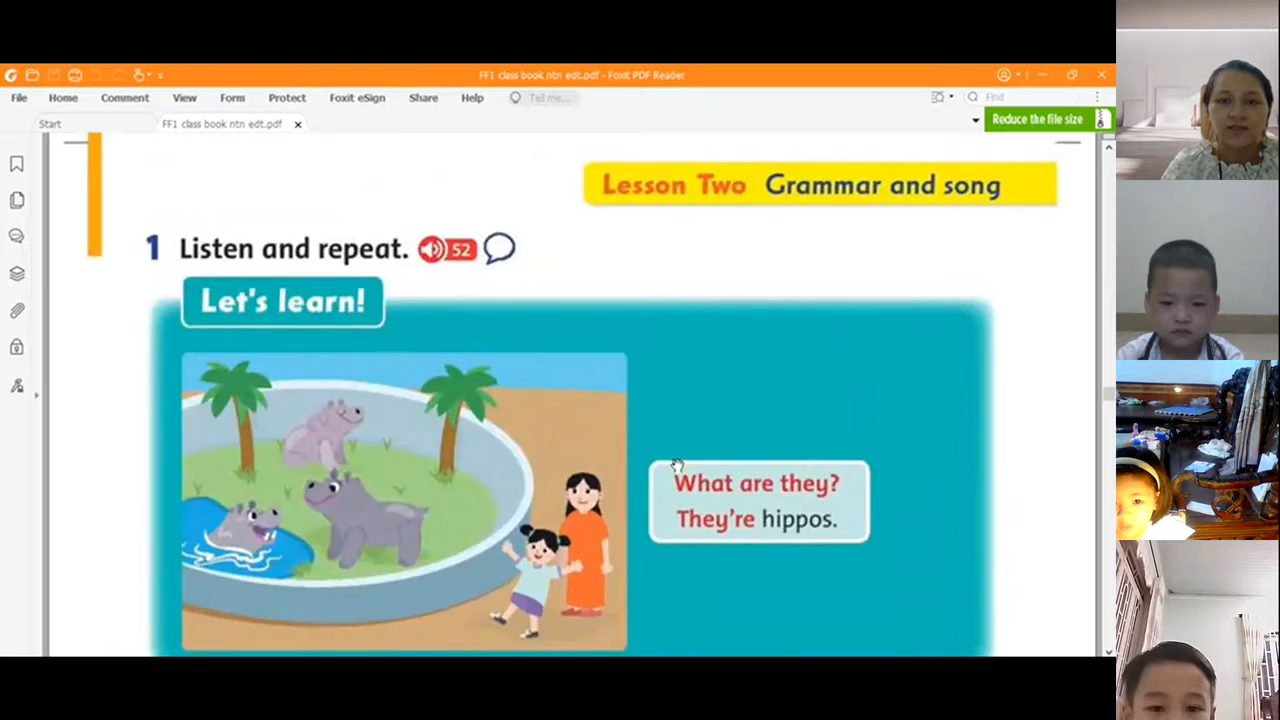 FF1 class book ntn edt.pdf - Foxit PDF Reader
File Home Comment View Form Protect Foxit eSign Share Help Tell me... Find
Start FF1 class book ntn edt.pdf Reduce the file size
Lesson Two Grammar and song
1 Listen and repeat. 52
Let's learn!
What are they?
They're hippos.